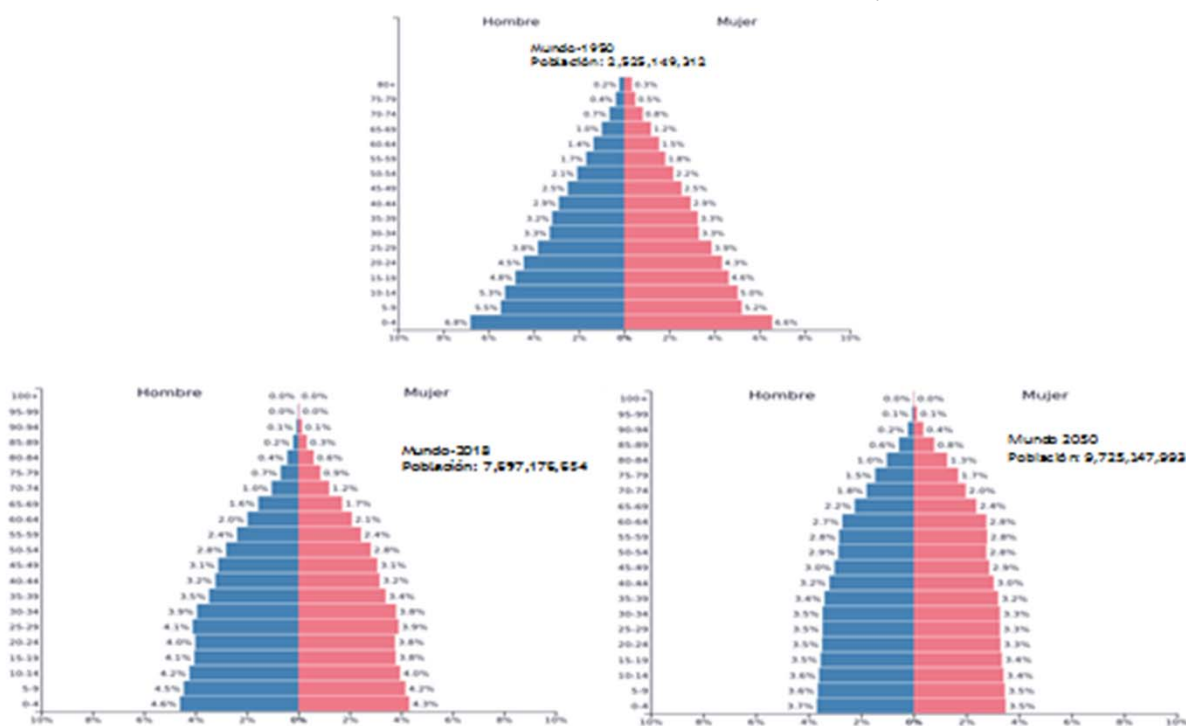 Hombre Mujer
Mundo-1950
Población: 2,525,149,312
80+ 0.2% 0.3%
75-79 0.4% 0.5%
70-74 0.7% 0.8%
65-69 1.0% 1.2%
60-64 1.4% 1.5%
55-59 1.7% 1.8%
50-54 2.1% 2.2%
45-49 2.5% 2.5%
40-44 2.9% 2.9%
35-39 3.2% 3.3%
30-34 3.3% 3.3%
25-29 3.8% 3.9%
20-24 4.5% 4.3%
15-19 4.8% 4.6%
10-14 5.3% 5.0%
5-9 5.5% 5.2%
0-4 6.8% 6.6%
10% 8% 6% 4% 2% 0% 2% 4% 6% 8% 10%
Hombre Mujer
Mundo-2018
Población:
100+ 0.0% 0.0%
95-99 0.0% 0.0%
90-94 0.1% 0.1%
85-89 0.2% 0.3%
80-84 0.4% 0.6%
75-79 0.7% 0.9%
70-74 1.0% 1.2%
65-69 1.6% 1.7%
60-64 2.0% 2.1%
55-59 2.4% 2.4%
50-54 2.8% 2.8%
45-49 3.1% 3.1%
40-44 3.2% 3.2%
35-39 3.5% 3.4%
30-34 3.9% 3.8%
25-29 4.1% 3.9%
20-24 4.0% 3.8%
15-19 4.1% 3.8%
10-14 4.2% 4.0%
5-9 4.5% 4.2%
0-4 4.6% 4.3%
10% 8% 6% 4% 2% 0% 2% 4% 6% 8% 10%
Hombre Mujer
Mundo 2050
Población: 9,725,147,993
100+ 0.0% 0.0%
95-99 0.1% 0.1%
90-94 0.2% 0.4%
85-89 0.6% 0.8%
80-84 1.0% 1.3%
75-79 1.5% 1.7%
70-74 1.8% 2.0%
65-69 2.2% 2.4%
60-64 2.7% 2.8%
55-59 2.8% 2.8%
50-54 2.9% 2.8%
45-49 3.0% 2.9%
40-44 3.2% 3.0%
35-39 3.4% 3.2%
30-34 3.5% 3.3%
25-29 3.5% 3.3%
20-24 3.5% 3.3%
15-19 3.5% 3.4%
10-14 3.6% 3.4%
5-9 3.6% 3.5%
0-4 3.7% 3.5%
10% 8% 6% 4% 2% 0% 2% 4% 6% 8% 10%